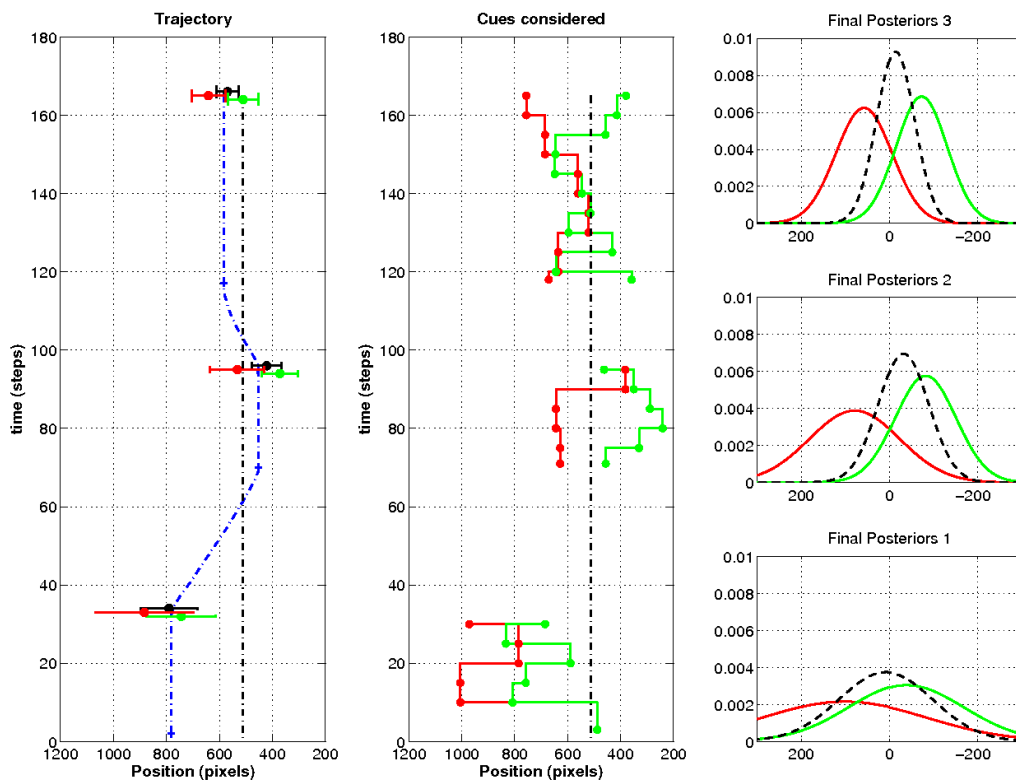 Trajectory
180
160
140
120
100
80
60
40
20
0
1200 1000 800 600 400 200
Position (pixels)
time (steps)
Cues considered
180
160
140
120
100
80
60
40
20
0
1200 1000 800 600 400 200
Position (pixels)
time (steps)
Final Posteriors 3
0.01
0.008
0.006
0.004
0.002
0
200 0 -200
Final Posteriors 2
0.01
0.008
0.006
0.004
0.002
0
200 0 -200
Final Posteriors 1
0.01
0.008
0.006
0.004
0.002
0
200 0 -200